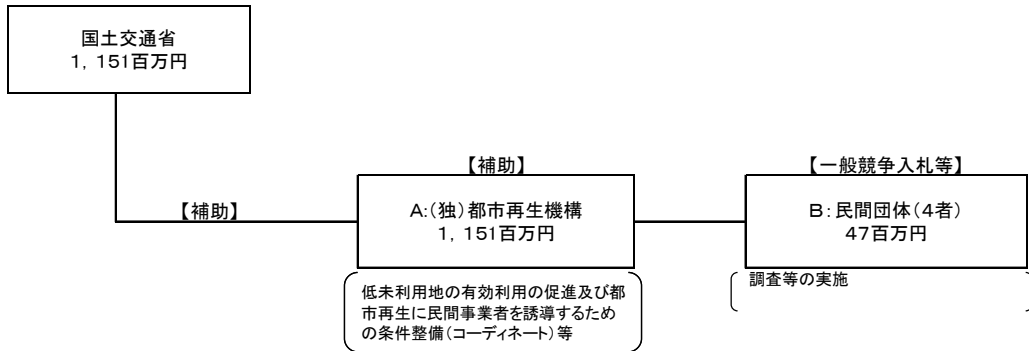 国土交通省
1,151百万円
【補助】
【補助】
A:(独)都市再生機構
1,151百万円
低未利用地の有効利用の促進及び都
市再生に民間事業者を誘導するため
の条件整備(コーディネート)等
【一般競争入札等】
B:民間団体(4者)
47百万円
調査等の実施